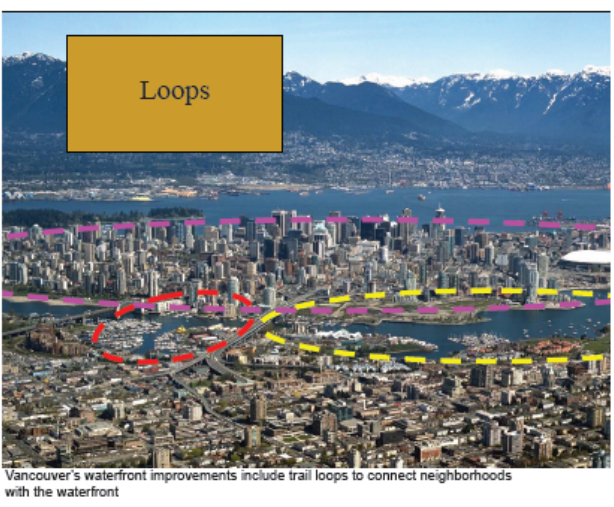 Loops
Vancouver's waterfront improvements include trail loops to connect neighborhoods
with the waterfront